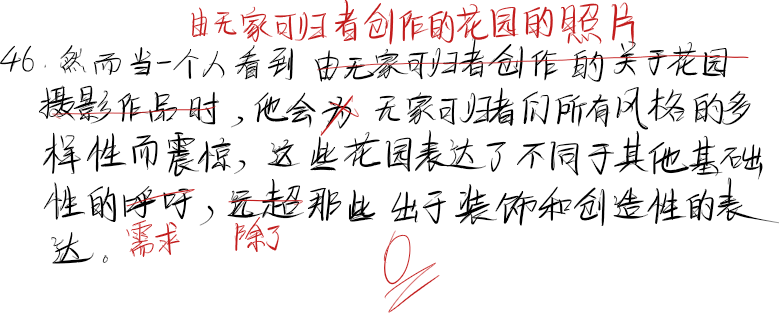 由无家可归者创作的花园的照片
46.然而当一个人看到由无家可归者创作的关于花园
摄影作品时,他会为无家可归者们所有风格的多
样性而震惊,这些花园表达了不同于其他基础
性的呼吁,远超那些出于装饰和创造性的表
达。需求 除了
0